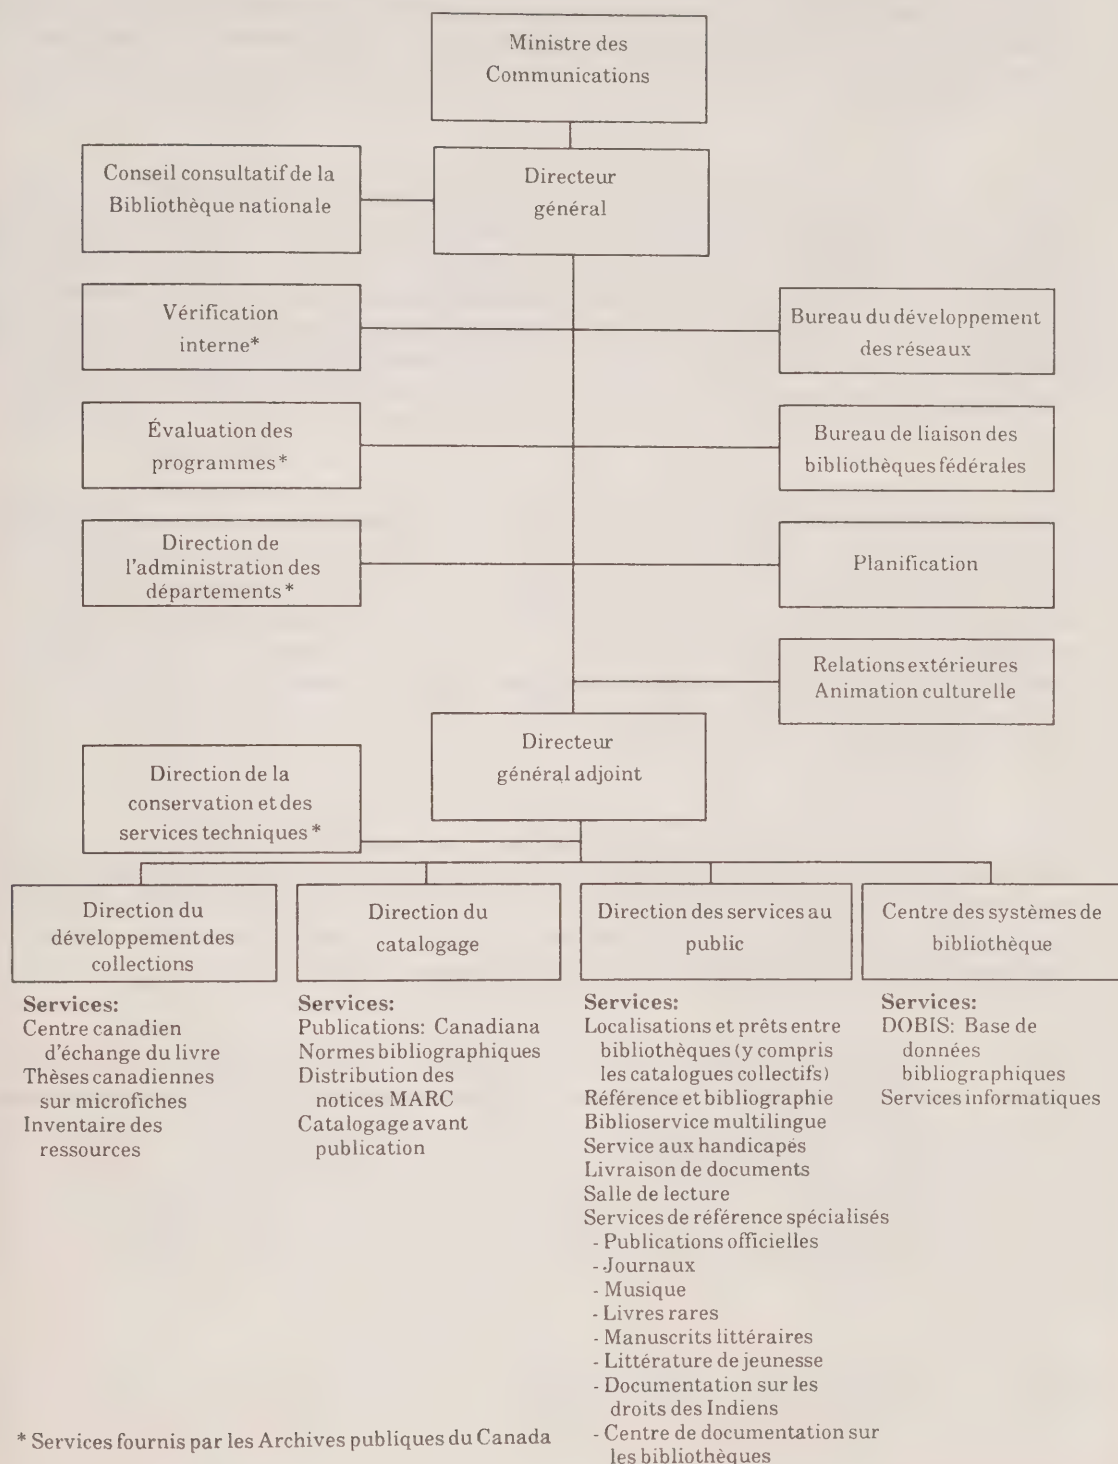 Ministre des
Communications
Conseil consultatif de la
Bibliothèque nationale
Directeur
général
Vérification
interne*
Bureau du développement
des réseaux
Évaluation des
programmes*
Bureau de liaison des
bibliothèques fédérales
Direction de
l'administration des
départements*
Planification
Relations extérieures
Animation culturelle
Directeur
général adjoint
Direction de la
conservation et des
services techniques*
Direction du
développement des
collections
Direction du
catalogage
Direction des services au
public
Centre des systèmes de
bibliothèque
Services:
Centre canadien
d'échange du livre
Thèses canadiennes
sur microfiches
Inventaire des
ressources
Services:
Publications: Canadiana
Normes bibliographiques
Distribution des
notices MARC
Catalogage avant
publication
Services:
Localisations et prêts entre
bibliothèques (y compris
les catalogues collectifs)
Référence et bibliographie
Biblioservice multilingue
Service aux handicapés
Livraison de documents
Salle de lecture
Services de référence spécialisés
- Publications officielles
- Journaux
- Musique
- Livres rares
- Manuscrits littéraires
- Littérature de jeunesse
- Documentation sur les
droits des Indiens
- Centre de documentation sur
les bibliothèques
Services:
DOBIS: Base de
données
bibliographiques
Services informatiques
* Services fournis par les Archives publiques du Canada